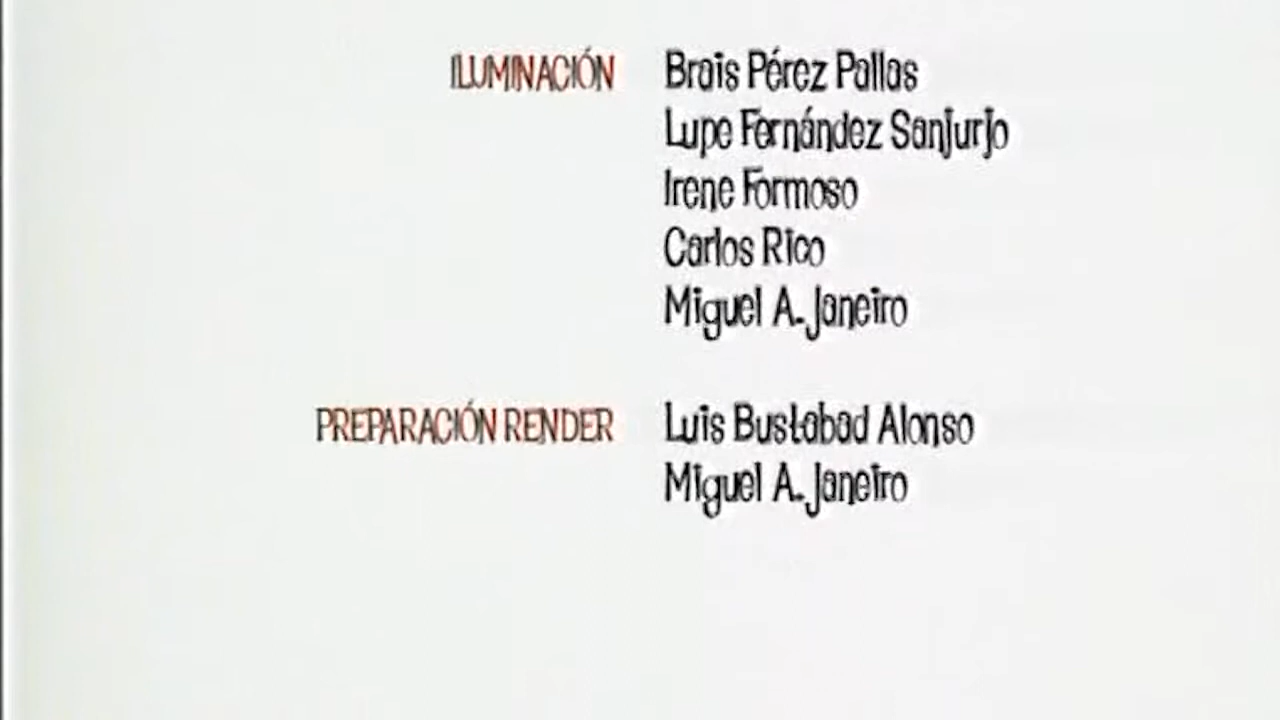 ILUMINACIÓN Brais Pérez Pallas
Lupe Fernández Sanjurjo
Irene Formoso
Carlos Rico
Miguel A. Janeiro
PREPARACIÓN RENDER Luis Bustabad Alonso
Miguel A. Janeiro